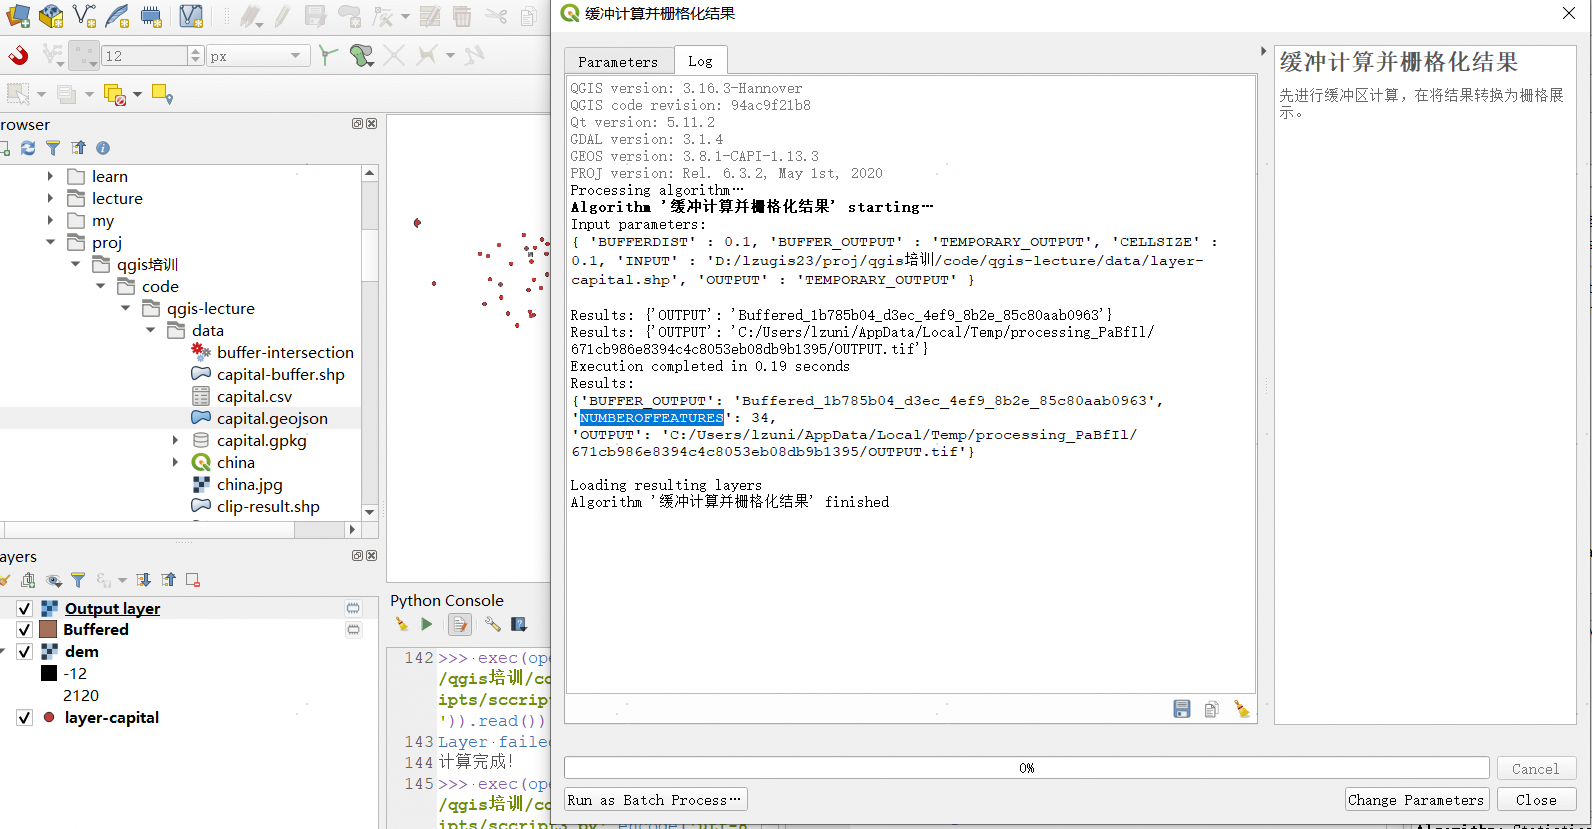 缓冲计算并栅格化结果
12
px
Parameters
Log
QGIS version: 3.16.3-Hannover
QGIS code revision: 94ac9f21b8
Qt version: 5.11.2
GDAL version: 3.1.4
GEOS version: 3.8.1-CAPI-1.13.3
PROJ version: Rel. 6.3.2, May 1st, 2020
Processing algorithm…
Algorithm '缓冲计算并栅格化结果' starting…
Input parameters:
{ 'BUFFERDIST' : 0.1, 'BUFFER_OUTPUT' : 'TEMPORARY_OUTPUT', 'CELLSIZE' :
0.1, 'INPUT' : 'D:/lzugis23/proj/qgis培训/code/qgis-lecture/data/layer-
capital.shp', 'OUTPUT' : 'TEMPORARY_OUTPUT' }
Results: {'OUTPUT': 'Buffered_1b785b04_d3ec_4ef9_8b2e_85c80aab0963'}
Results: {'OUTPUT': 'C:/Users/lzuni/AppData/Local/Temp/processing_PaBfIl/
671cb986e8394c4c8053eb08db9b1395/OUTPUT.tif'}
Execution completed in 0.19 seconds
Results:
{'BUFFER_OUTPUT': 'Buffered_1b785b04_d3ec_4ef9_8b2e_85c80aab0963',
'NUMBEROFFEATURES': 34,
'OUTPUT': 'C:/Users/lzuni/AppData/Local/Temp/processing_PaBfIl/
671cb986e8394c4c8053eb08db9b1395/OUTPUT.tif'}
Loading resulting layers
Algorithm '缓冲计算并栅格化结果' finished
缓冲计算并栅格化结果
先进行缓冲区计算，在将结果转换为栅格展
示。
0%
Cancel
Run as Batch Process…
Change Parameters
Close
rowser
learn
lecture
my
proj
qgis培训
code
qgis-lecture
data
buffer-intersection
capital-buffer.shp
capital.csv
capital.geojson
capital.gpkg
china
china.jpg
clip-result.shp
ayers
Output layer
Buffered
dem
-12
2120
layer-capital
Python Console
142 >>> exec(ope
/qgis培训/co
ipts/sccript
')).read())
143 Layer failed
144 计算完成!
145 >>> exec(ope
/qgis培训/co